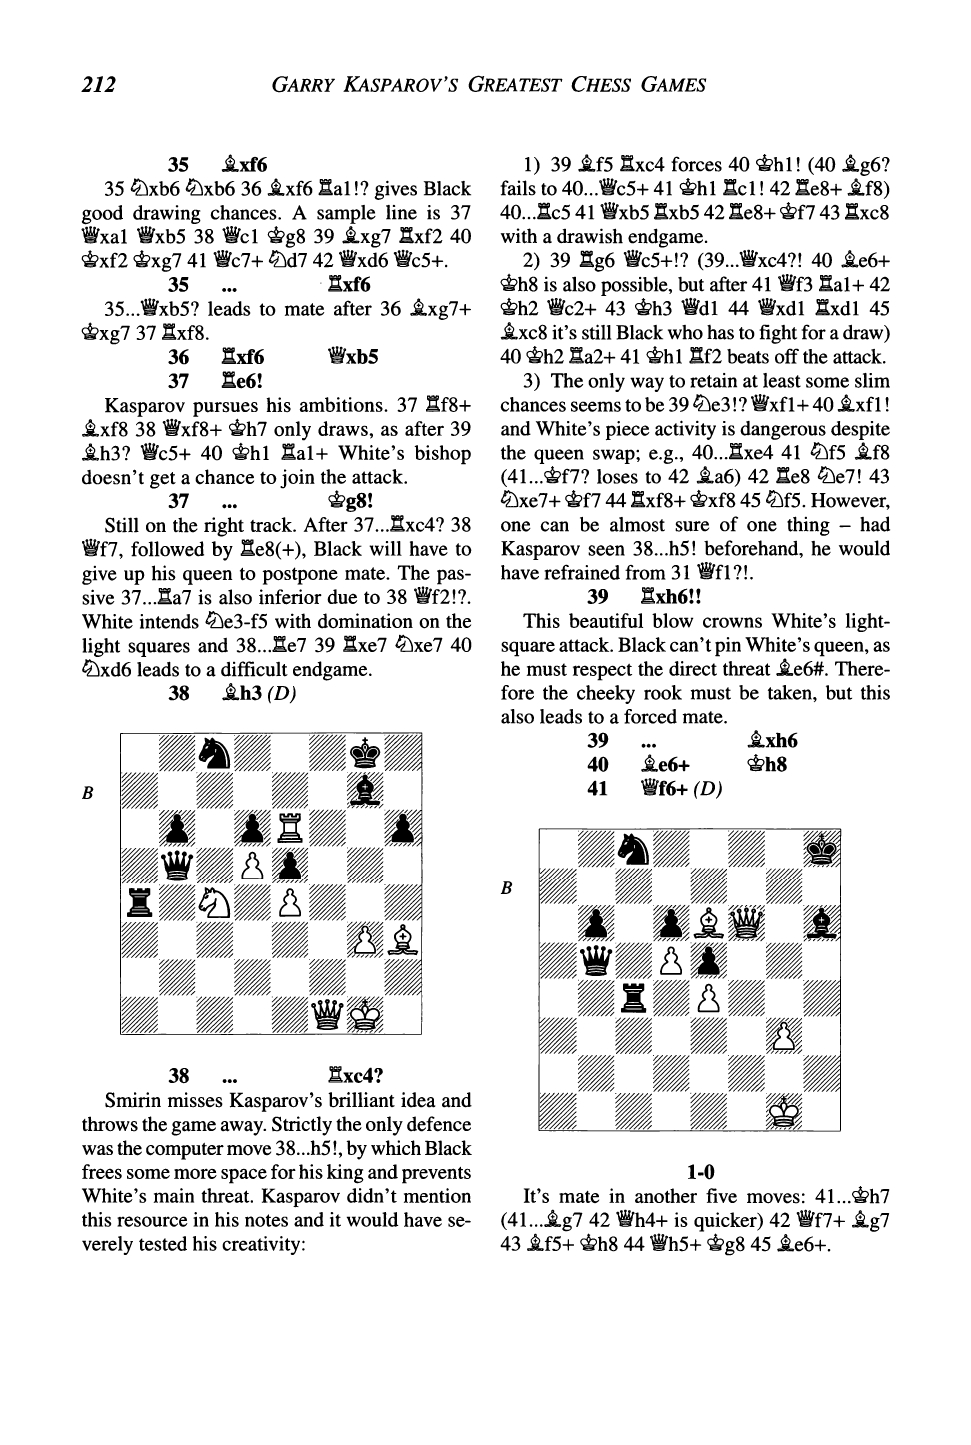 212 GARRY KASPAROV'S GREATEST CHESS GAMES
35 ♗xf6
35 ♘xb6 ♘xb6 36 ♗xf6 ♖a1!? gives Black
good drawing chances. A sample line is 37
♕xa1 ♕xb5 38 ♕c1 ♔g8 39 ♗xg7 ♖xf2 40
♔xf2 ♔xg7 41 ♕c7+ ♘d7 42 ♕xd6 ♕c5+.
35 ... ♖xf6
35...♕xb5? leads to mate after 36 ♗xg7+
♔xg7 37 ♖xf8.
36 ♖xf6 ♕xb5
37 ♖e6!
Kasparov pursues his ambitions. 37 ♖f8+
♗xf8 38 ♕xf8+ ♔h7 only draws, as after 39
♗h3? ♕c5+ 40 ♔h1 ♖a1+ White's bishop
doesn't get a chance to join the attack.
37 ... ♔g8!
Still on the right track. After 37...♖xc4? 38
♕f7, followed by ♖e8(+), Black will have to
give up his queen to postpone mate. The pas-
sive 37...♖a7 is also inferior due to 38 ♕f2!?.
White intends ♘e3-f5 with domination on the
light squares and 38...♖e7 39 ♖xe7 ♘xe7 40
♘xd6 leads to a difficult endgame.
38 ♗h3 (D)
B
38 ... ♖xc4?
Smirin misses Kasparov's brilliant idea and
throws the game away. Strictly the only defence
was the computer move 38...h5!, by which Black
frees some more space for his king and prevents
White's main threat. Kasparov didn't mention
this resource in his notes and it would have se-
verely tested his creativity:
1) 39 ♗f5 ♖xc4 forces 40 ♔h1! (40 ♗g6?
fails to 40...♕c5+ 41 ♔h1 ♖c1! 42 ♖e8+ ♗f8)
40...♖c5 41 ♕xb5 ♖xb5 42 ♖e8+ ♔f7 43 ♖xc8
with a drawish endgame.
2) 39 ♖g6 ♕c5+!? (39...♕xc4?! 40 ♗e6+
♔h8 is also possible, but after 41 ♕f3 ♖a1+ 42
♔h2 ♕c2+ 43 ♔h3 ♕d1 44 ♕xd1 ♖xd1 45
♗xc8 it's still Black who has to fight for a draw)
40 ♔h2 ♖a2+ 41 ♔h1 ♖f2 beats off the attack.
3) The only way to retain at least some slim
chances seems to be 39 ♘e3!? ♕xf1+ 40 ♗xf1!
and White's piece activity is dangerous despite
the queen swap; e.g., 40...♖xe4 41 ♘f5 ♗f8
(41...♔f7? loses to 42 ♗a6) 42 ♖e8 ♘e7! 43
♘xe7+ ♔f7 44 ♖xf8+ ♔xf8 45 ♘f5. However,
one can be almost sure of one thing – had
Kasparov seen 38...h5! beforehand, he would
have refrained from 31 ♕f1?!.
39 ♖xh6!!
This beautiful blow crowns White's light-
square attack. Black can't pin White's queen, as
he must respect the direct threat ♗e6#. There-
fore the cheeky rook must be taken, but this
also leads to a forced mate.
39 ... ♗xh6
40 ♗e6+ ♔h8
41 ♕f6+ (D)
B
1-0
It's mate in another five moves: 41...♔h7
(41...♗g7 42 ♕h4+ is quicker) 42 ♕f7+ ♗g7
43 ♗f5+ ♔h8 44 ♕h5+ ♔g8 45 ♗e6+.